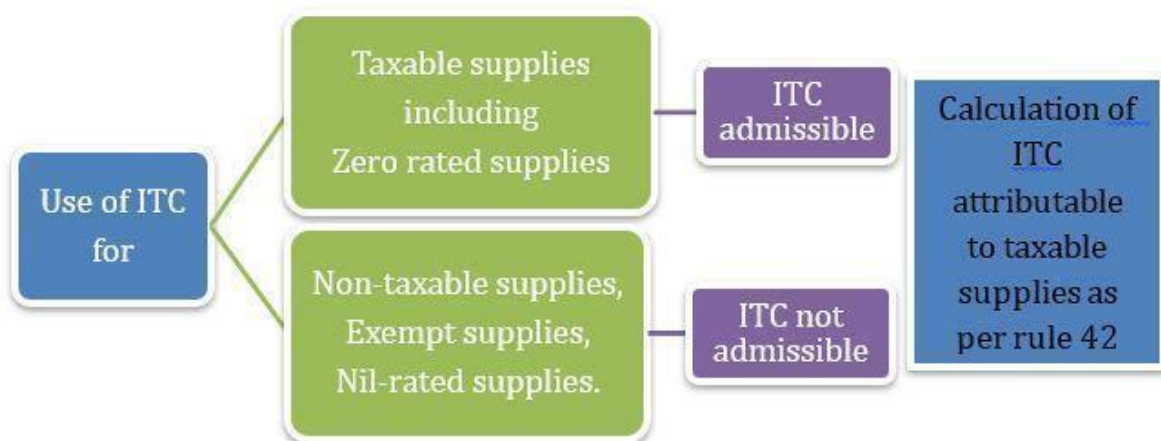 Use of ITC
for
Taxable supplies
including
Zero rated supplies
ITC
admissible
Non-taxable supplies,
Exempt supplies,
Nil-rated supplies.
ITC not
admissible
Calculation of
ITC
attributable
to taxable
supplies as
per rule 42